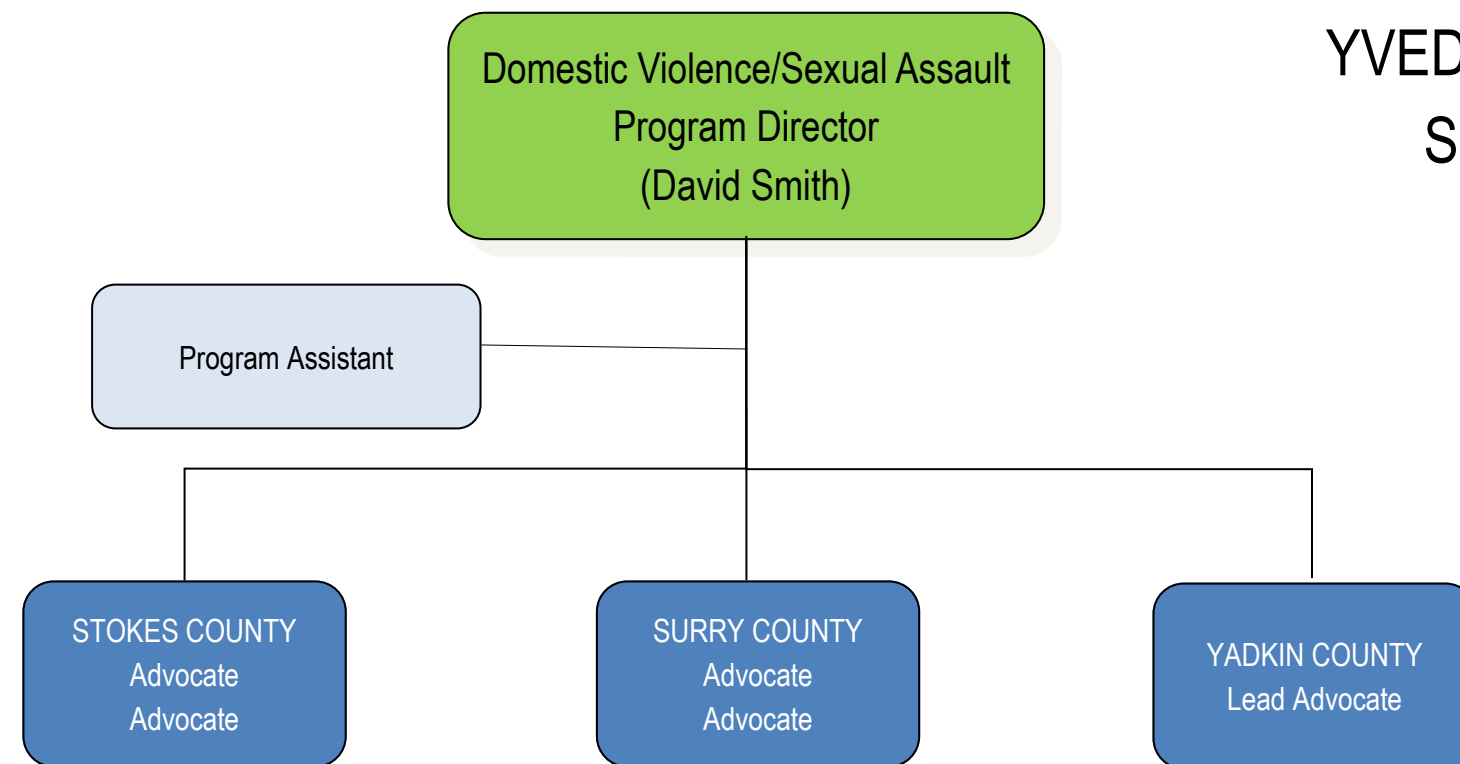 Domestic Violence/Sexual Assault
Program Director
(David Smith)
YVED
S
Program Assistant
STOKES COUNTY
Advocate
Advocate
SURRY COUNTY
Advocate
Advocate
YADKIN COUNTY
Lead Advocate